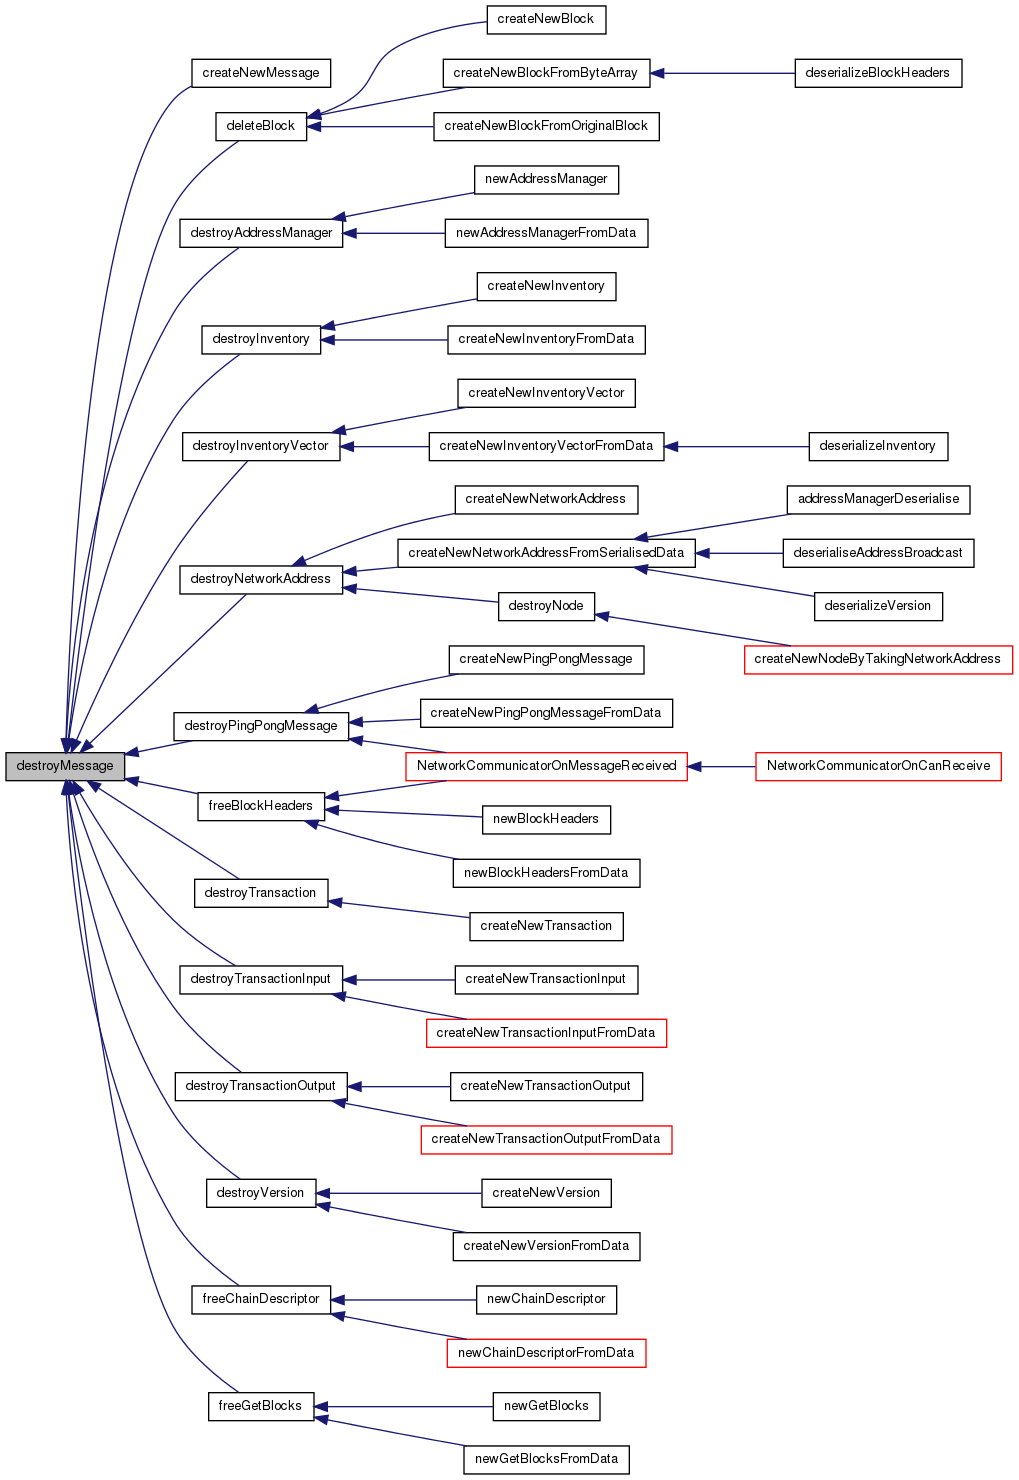 createNewBlock
createNewMessage
createNewBlockFromByteArray
deserializeBlockHeaders
deleteBlock
createNewBlockFromOriginalBlock
newAddressManager
destroyAddressManager
newAddressManagerFromData
createNewInventory
destroyInventory
createNewInventoryFromData
createNewInventoryVector
destroyInventoryVector
createNewInventoryVectorFromData
deserializeInventory
createNewNetworkAddress
addressManagerDeserialise
createNewNetworkAddressFromSerialisedData
deserialiseAddressBroadcast
destroyNetworkAddress
destroyNode
deserializeVersion
createNewPingPongMessage
createNewNodeByTakingNetworkAddress
destroyPingPongMessage
createNewPingPongMessageFromData
destroyMessage
NetworkCommunicatorOnMessageReceived
NetworkCommunicatorOnCanReceive
freeBlockHeaders
newBlockHeaders
newBlockHeadersFromData
destroyTransaction
createNewTransaction
destroyTransactionInput
createNewTransactionInput
createNewTransactionInputFromData
destroyTransactionOutput
createNewTransactionOutput
createNewTransactionOutputFromData
destroyVersion
createNewVersion
createNewVersionFromData
freeChainDescriptor
newChainDescriptor
newChainDescriptorFromData
freeGetBlocks
newGetBlocks
newGetBlocksFromData